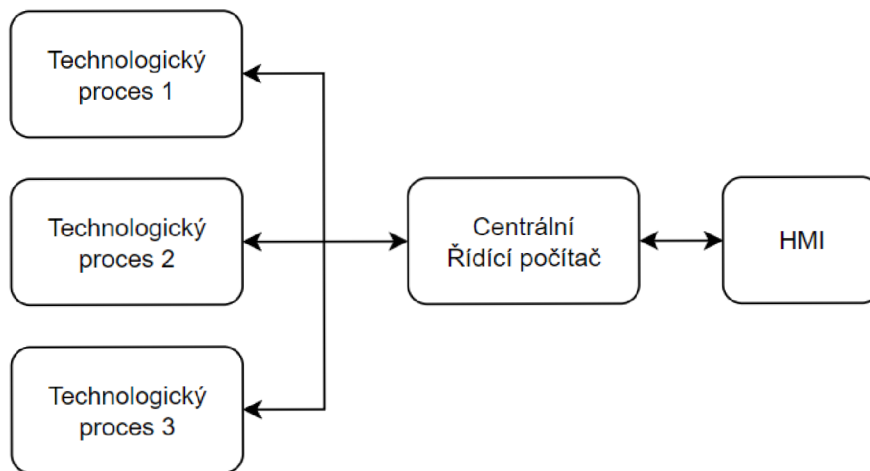 Technologický
proces 1
Technologický
proces 2
Centrální
Řídící počítač
HMI
Technologický
proces 3